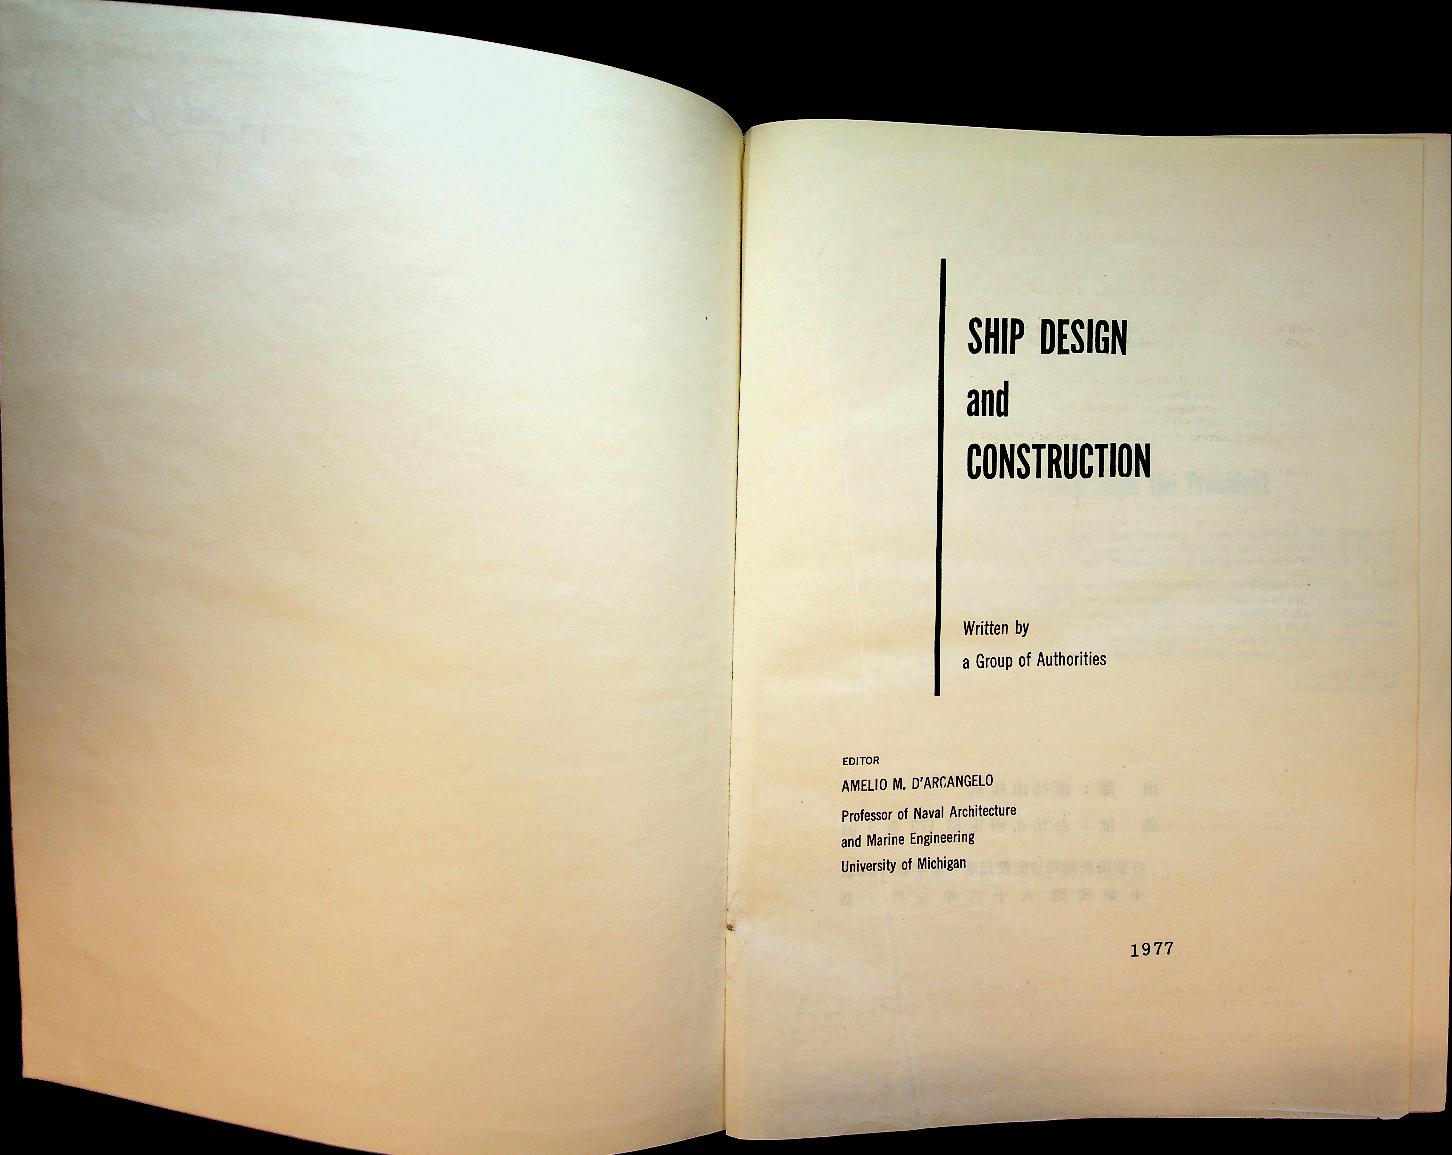 SHIP DESIGN
and
CONSTRUCTION
Written by
a Group of Authorities
EDITOR
AMELIO M. D'ARCANGELO
Professor of Naval Architecture
and Marine Engineering
University of Michigan
1977